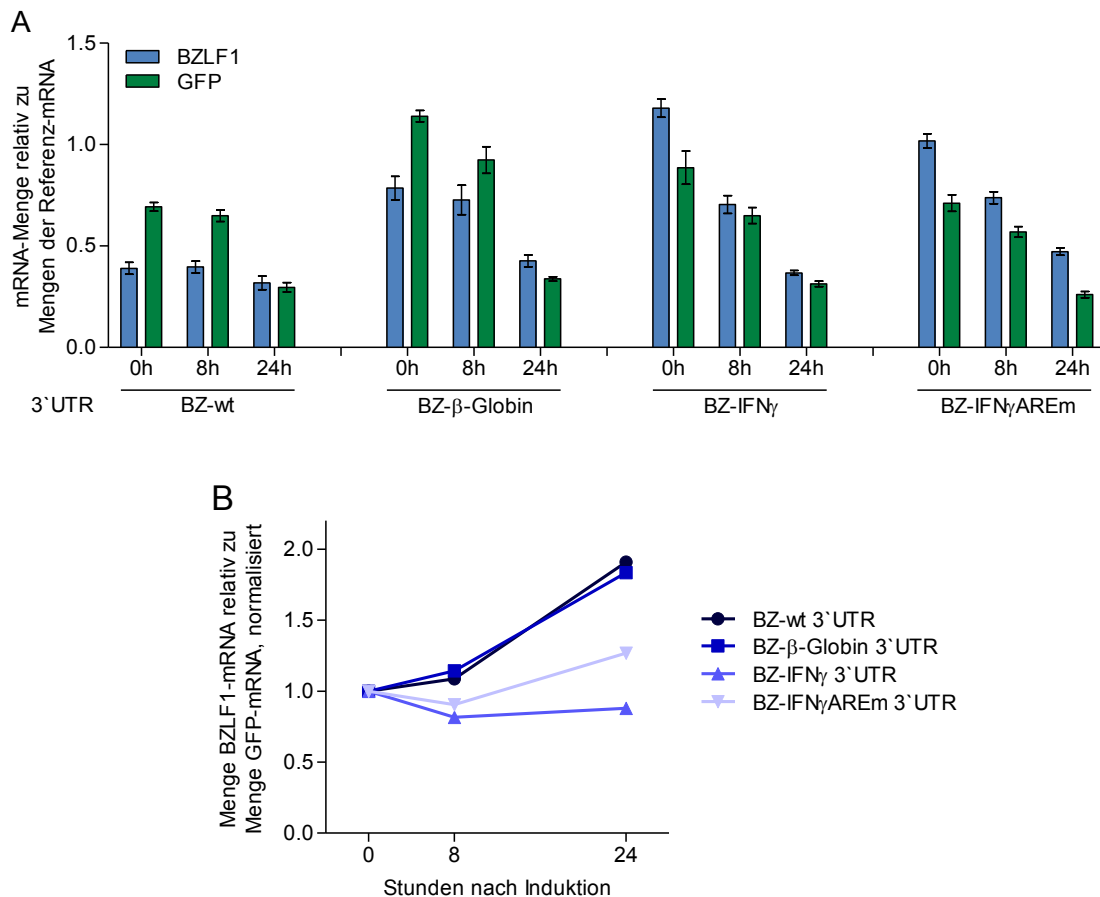 A
BZLF1
GFP
mRNA-Menge relativ zu
Mengen der Referenz-mRNA
1.5
1.0
0.5
0.0
0h 8h 24h 0h 8h 24h 0h 8h 24h 0h 8h 24h
3`UTR BZ-wt BZ-β-Globin BZ-IFNγ BZ-IFNγAREm
B
Menge BZLF1-mRNA relativ zu
Menge GFP-mRNA, normalisiert
2.0
1.5
1.0
0.5
0.0
0 8 24
Stunden nach Induktion
BZ-wt 3`UTR
BZ-β-Globin 3`UTR
BZ-IFNγ 3`UTR
BZ-IFNγAREm 3`UTR